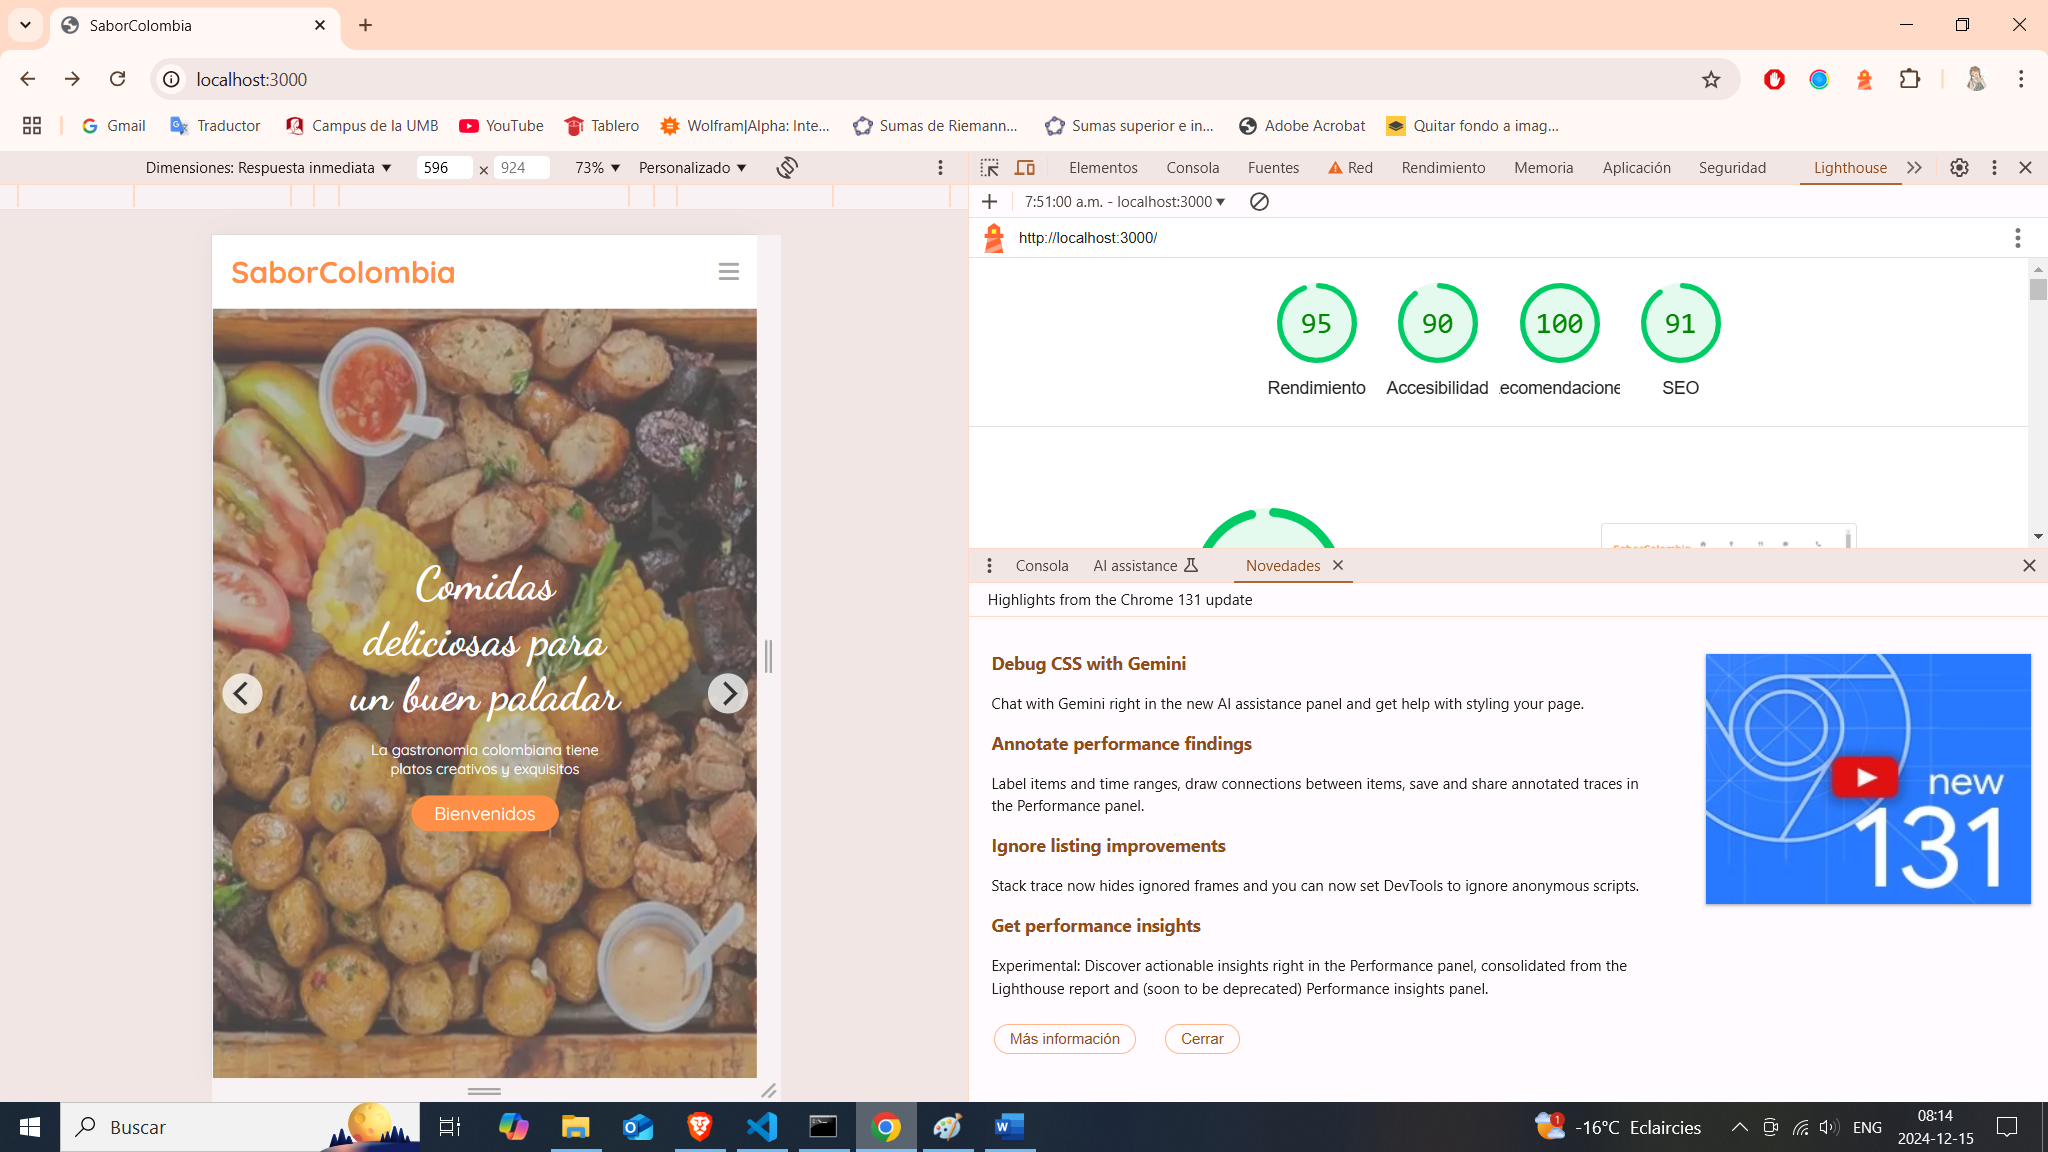 SaborColombia
localhost:3000
Gmail
Traductor
Campus de la UMB
YouTube
Tablero
Wolfram|Alpha: Inte...
Sumas de Riemann...
Sumas superior e in...
Adobe Acrobat
Quitar fondo a imag...
Dimensiones: Respuesta inmediata
596 × 924
73%
Personalizado
Elementos
Consola
Fuentes
Red
Rendimiento
Memoria
Aplicación
Seguridad
Lighthouse
7:51:00 a.m. - localhost:3000
http://localhost:3000/
SaborColombia
95
90
100
91
Rendimiento
Accesibilidad
ecomendacione
SEO
Comidas
deliciosas para
un buen paladar
La gastronomia colombiana tiene
platos creativos y exquisitos
Bienvenidos
Consola
AI assistance
Novedades
Highlights from the Chrome 131 update
Debug CSS with Gemini
Chat with Gemini right in the new AI assistance panel and get help with styling your page.
Annotate performance findings
Label items and time ranges, draw connections between items, save and share annotated traces in
the Performance panel.
Ignore listing improvements
Stack trace now hides ignored frames and you can now set DevTools to ignore anonymous scripts.
Get performance insights
Experimental: Discover actionable insights right in the Performance panel, consolidated from the
Lighthouse report and (soon to be deprecated) Performance insights panel.
Más información
Cerrar
new
131
Buscar
1
-16°C Eclaircies
ENG
08:14
2024-12-15